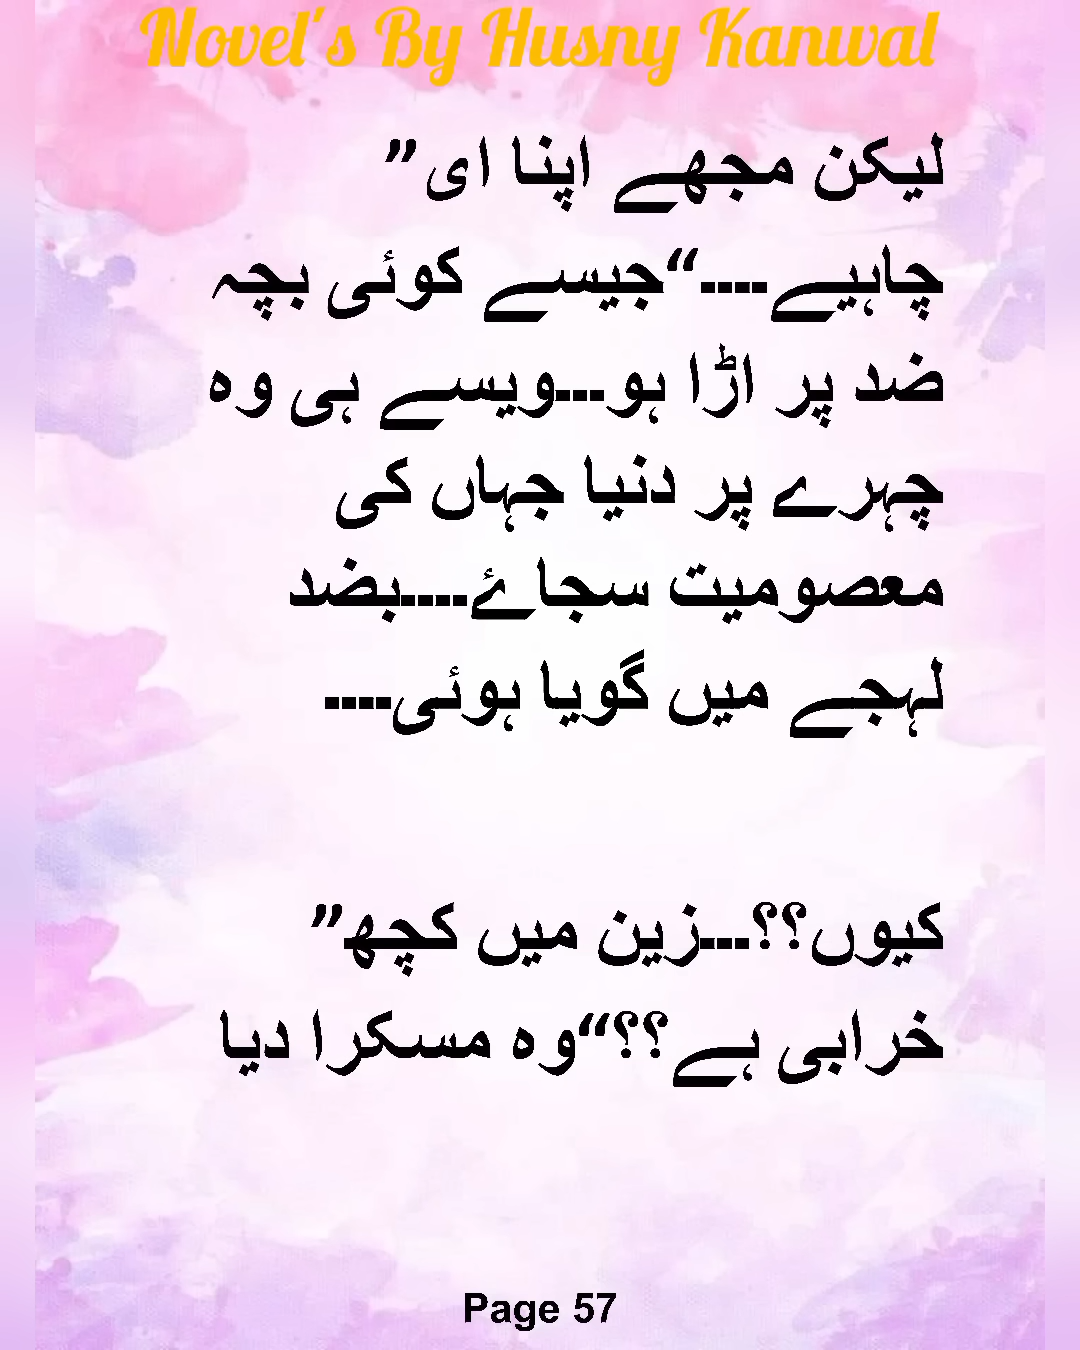 Novel's By Husny Kanwal
لیکن مجھے اپنا ای”
چاہیے....“جیسے کوئی بچہ
ضد پر اڑا ہو...ویسے ہی وہ
چہرے پر دنیا جہاں کی
معصومیت سجاۓ....بضد
لہجے میں گویا ہوئی....
کیوں؟؟...زین میں کچھ”
خرابی ہے؟؟“وہ مسکرا دیا
Page 57